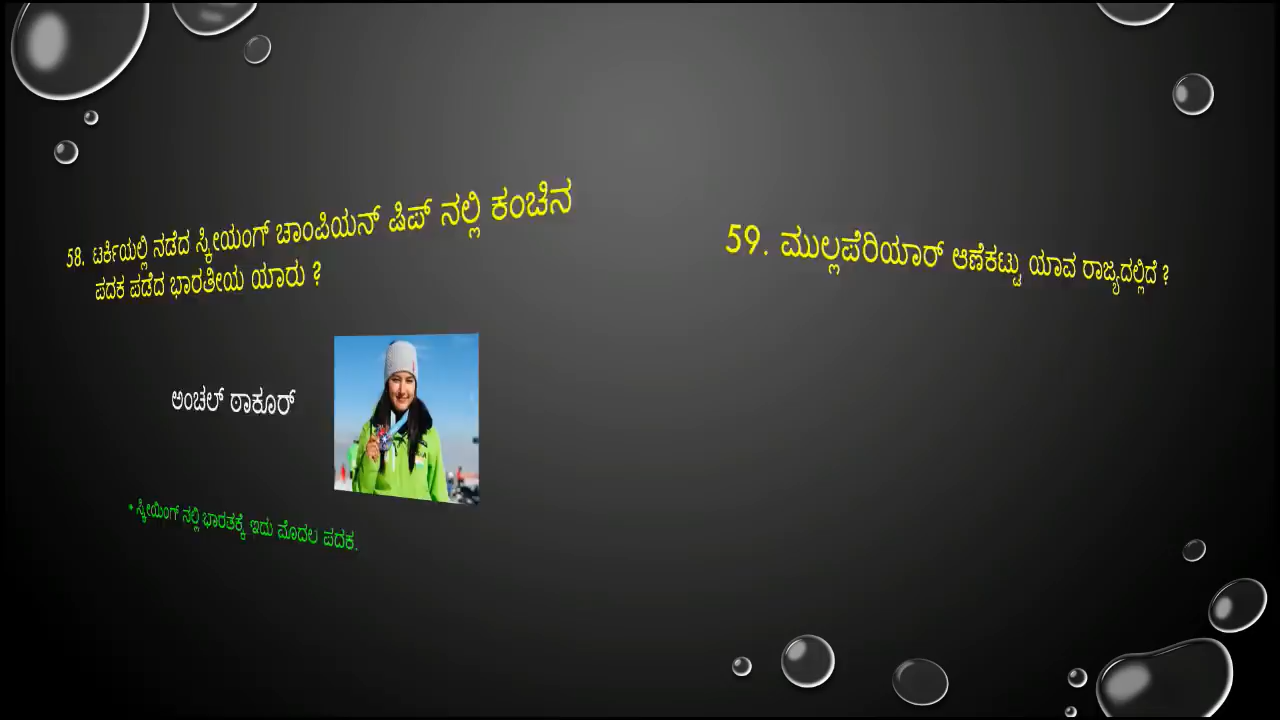 58. ಟರ್ಕಿಯಲ್ಲಿ ನಡೆದ ಸ್ಕೀಯಂಗ್ ಚಾಂಪಿಯನ್ ಷಿಪ್ ನಲ್ಲಿ ಕಂಚಿನ
ಪದಕ ಪಡೆದ ಭಾರತೀಯ ಯಾರು ?
ಅಂಚಲ್ ಠಾಕೂರ್
* ಸ್ಕೀಯಿಂಗ್ ನಲ್ಲಿ ಭಾರತಕ್ಕೆ ಇದು ಮೊದಲ ಪದಕ.
59. ಮುಲ್ಲಪೆರಿಯಾರ್ ಆಣೆಕಟ್ಟು ಯಾವ ರಾಜ್ಯದಲ್ಲಿದೆ ?